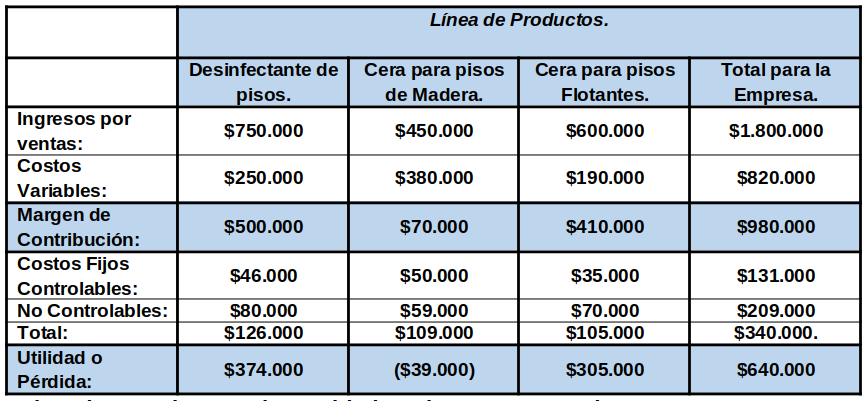 Línea de Productos.
Desinfectante de pisos. Cera para pisos de Madera. Cera para pisos Flotantes. Total para la Empresa.
Ingresos por ventas: $750.000 $450.000 $600.000 $1.800.000
Costos Variables: $250.000 $380.000 $190.000 $820.000
Margen de Contribución: $500.000 $70.000 $410.000 $980.000
Costos Fijos Controlables: $46.000 $50.000 $35.000 $131.000
No Controlables: $80.000 $59.000 $70.000 $209.000
Total: $126.000 $109.000 $105.000 $340.000.
Utilidad o Pérdida: $374.000 ($39.000) $305.000 $640.000